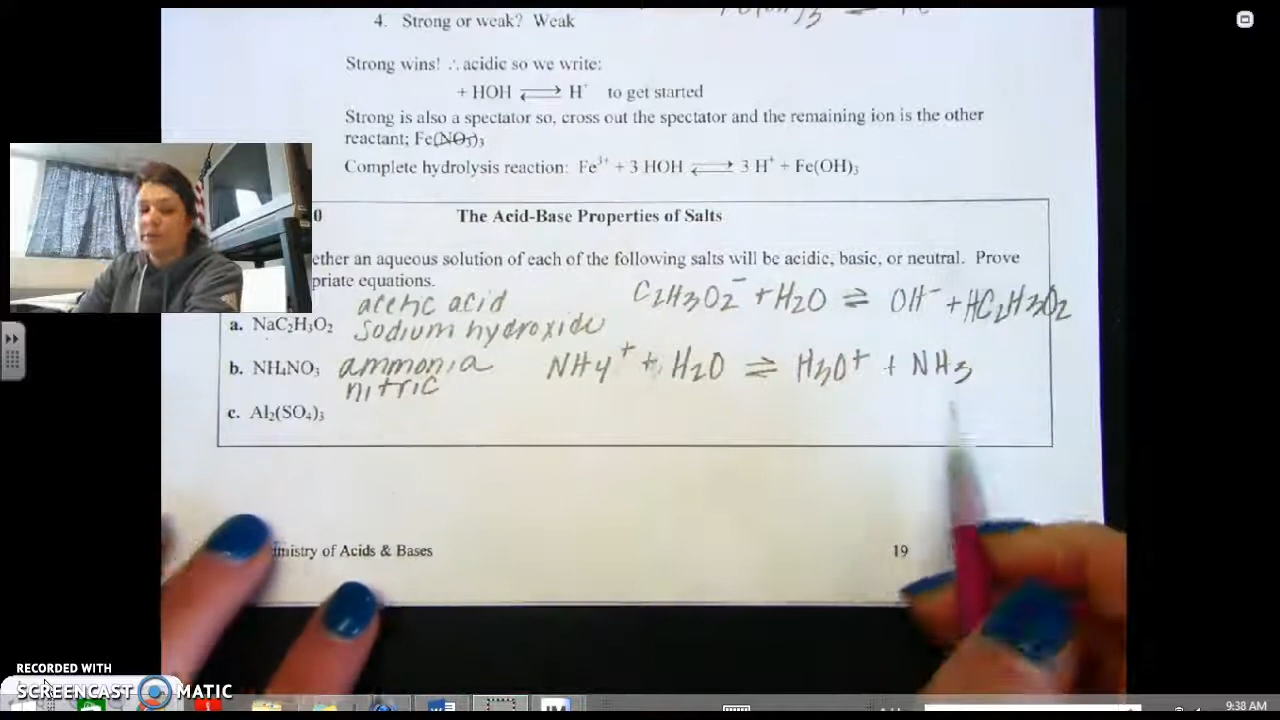 4. Strong or weak? Weak
Strong wins! ∴ acidic so we write:
+ HOH ⇄ H⁺ to get started
Strong is also a spectator so, cross out the spectator and the remaining ion is the other
reactant; Fe(NO₃)₃
Complete hydrolysis reaction: Fe³⁺ + 3 HOH ⇄ 3 H⁺ + Fe(OH)₃
0 The Acid-Base Properties of Salts
ether an aqueous solution of each of the following salts will be acidic, basic, or neutral. Prove
priate equations.
acetic acid C₂H₃O₂⁻ + H₂O ⇌ OH⁻ + HC₂H₃O₂
a. NaC₂H₃O₂ sodium hydroxide
b. NH₄NO₃ ammonia NH₄⁺ + H₂O ⇌ H₃O⁺ + NH₃
nitric
c. Al₂(SO₄)₃
mistry of Acids & Bases 19
RECORDED WITH
SCREENCAST MATIC
9:38 AM